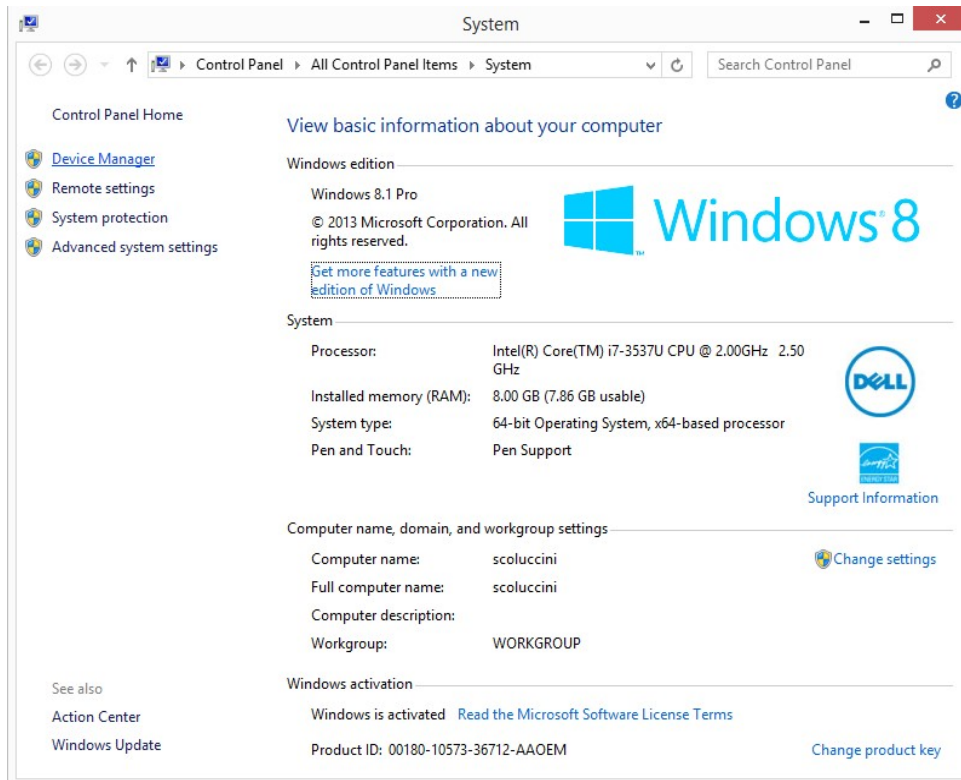 System
Control Panel ▸ All Control Panel Items ▸ System
Search Control Panel
Control Panel Home
Device Manager
Remote settings
System protection
Advanced system settings
View basic information about your computer
Windows edition
Windows 8.1 Pro
© 2013 Microsoft Corporation. All
rights reserved.
Get more features with a new
edition of Windows
Windows 8
™
System
Processor: Intel(R) Core(TM) i7-3537U CPU @ 2.00GHz 2.50
GHz
Installed memory (RAM): 8.00 GB (7.86 GB usable)
System type: 64-bit Operating System, x64-based processor
Pen and Touch: Pen Support
DELL
ENERGY STAR
Support Information
Computer name, domain, and workgroup settings
Computer name: scoluccini
Change settings
Full computer name: scoluccini
Computer description:
Workgroup: WORKGROUP
Windows activation
Windows is activated Read the Microsoft Software License Terms
Product ID: 00180-10573-36712-AAOEM
Change product key
See also
Action Center
Windows Update